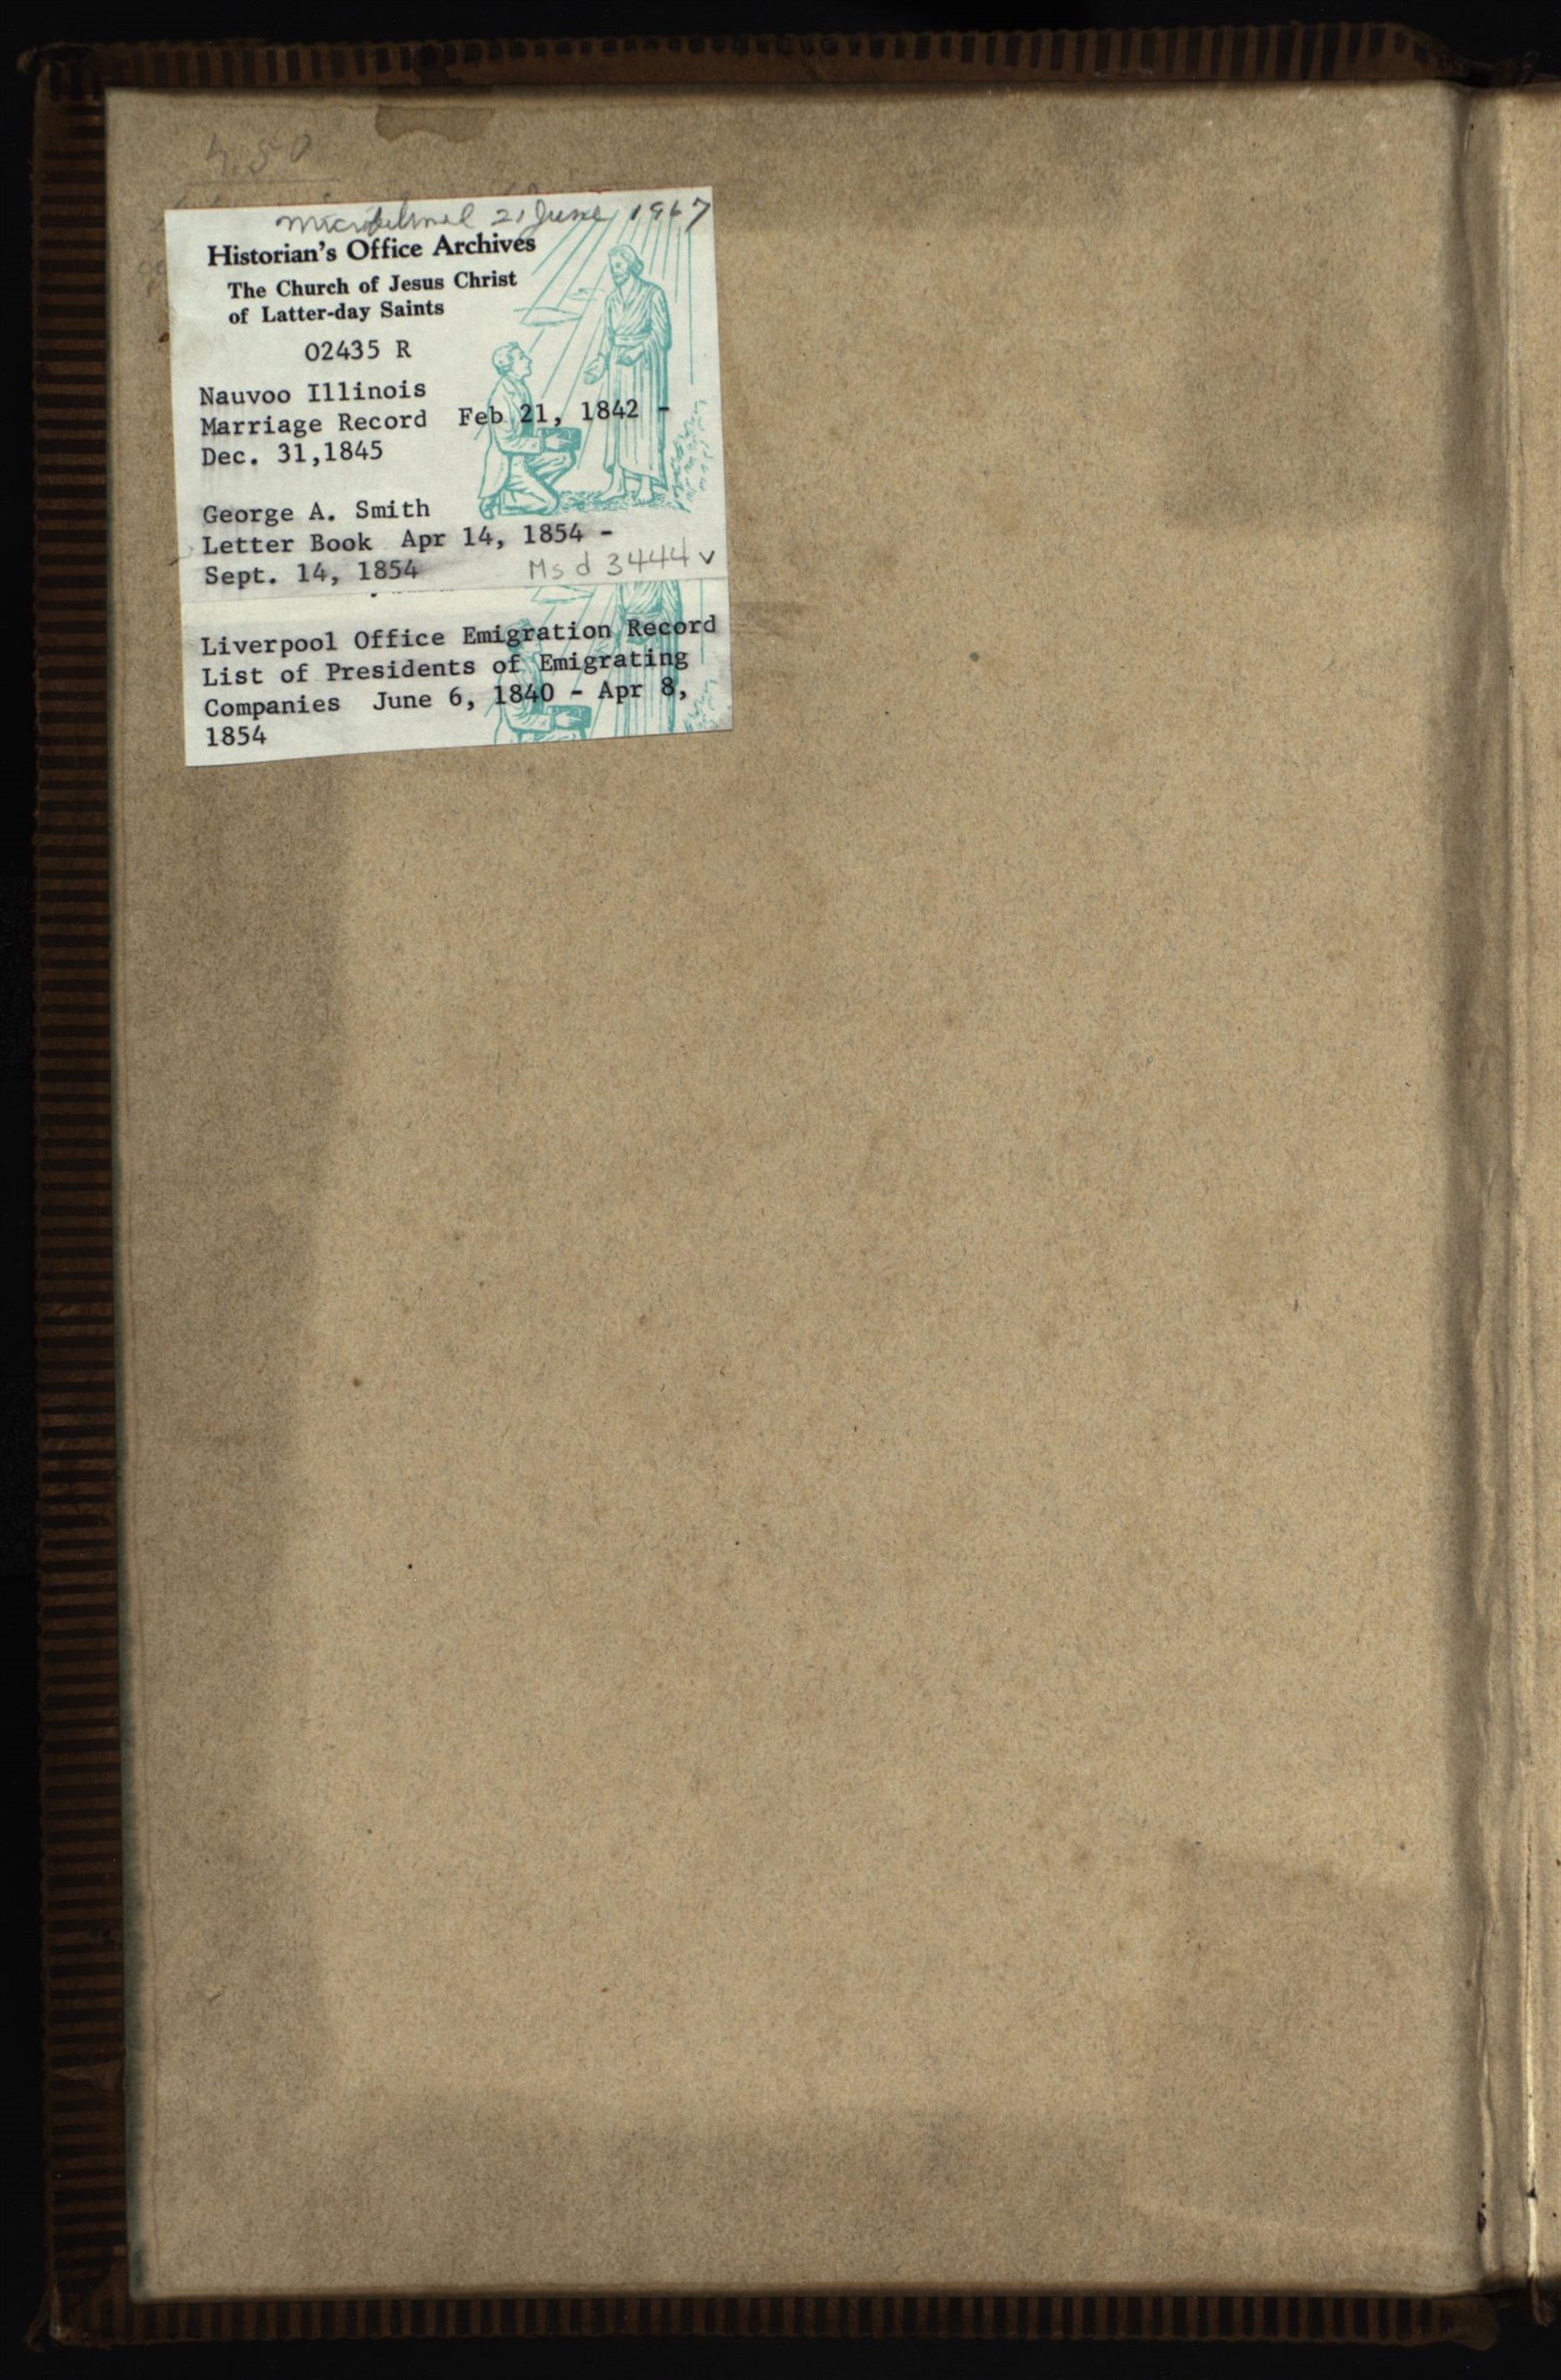 4.50
microfilmed 21 June 1967
Historian's Office Archives
The Church of Jesus Christ
of Latter-day Saints
02435 R
Nauvoo Illinois
Marriage Record Feb 21, 1842 -
Dec. 31,1845
George A. Smith
Letter Book Apr 14, 1854 -
Sept. 14, 1854
Ms d 3444 v
Liverpool Office Emigration Record
List of Presidents of Emigrating
Companies June 6, 1840 - Apr 8,
1854